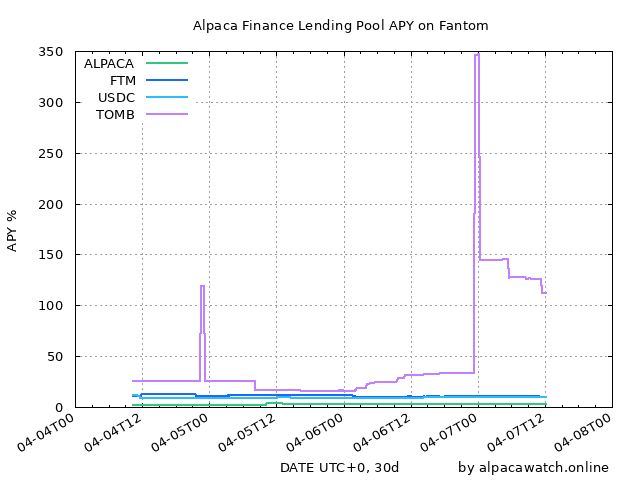 Alpaca Finance Lending Pool APY on Fantom
350
300
250
200
150
100
50
0
APY %
ALPACA
FTM
USDC
TOMB
04-04T00
04-04T12
04-05T00
04-05T12
04-06T00
04-06T12
04-07T00
04-07T12
04-08T00
DATE UTC+0, 30d
by alpacawatch.online